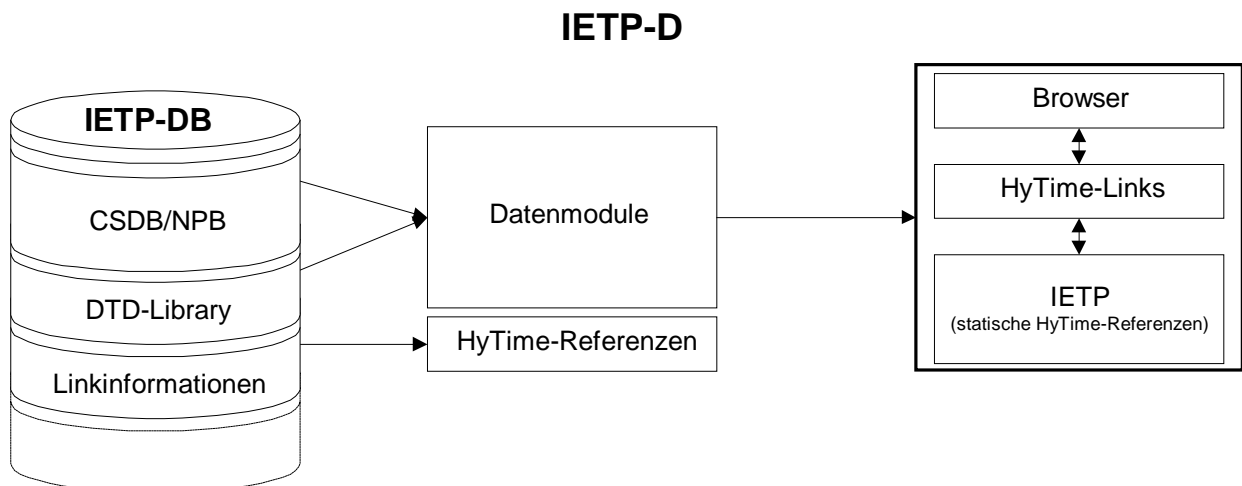 IETP-D
IETP-DB
CSDB/NPB
DTD-Library
Linkinformationen
Datenmodule
HyTime-Referenzen
Browser
HyTime-Links
IETP
(statische HyTime-Referenzen)